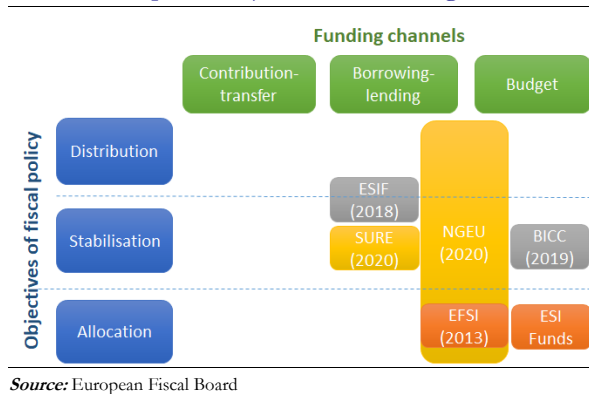 Funding channels
Contribution-
transfer
Borrowing-
lending
Budget
Objectives of fiscal policy
Distribution
Stabilisation
Allocation
ESIF
(2018)
SURE
(2020)
NGEU
(2020)
BICC
(2019)
EFSI
(2013)
ESI
Funds
Source: European Fiscal Board